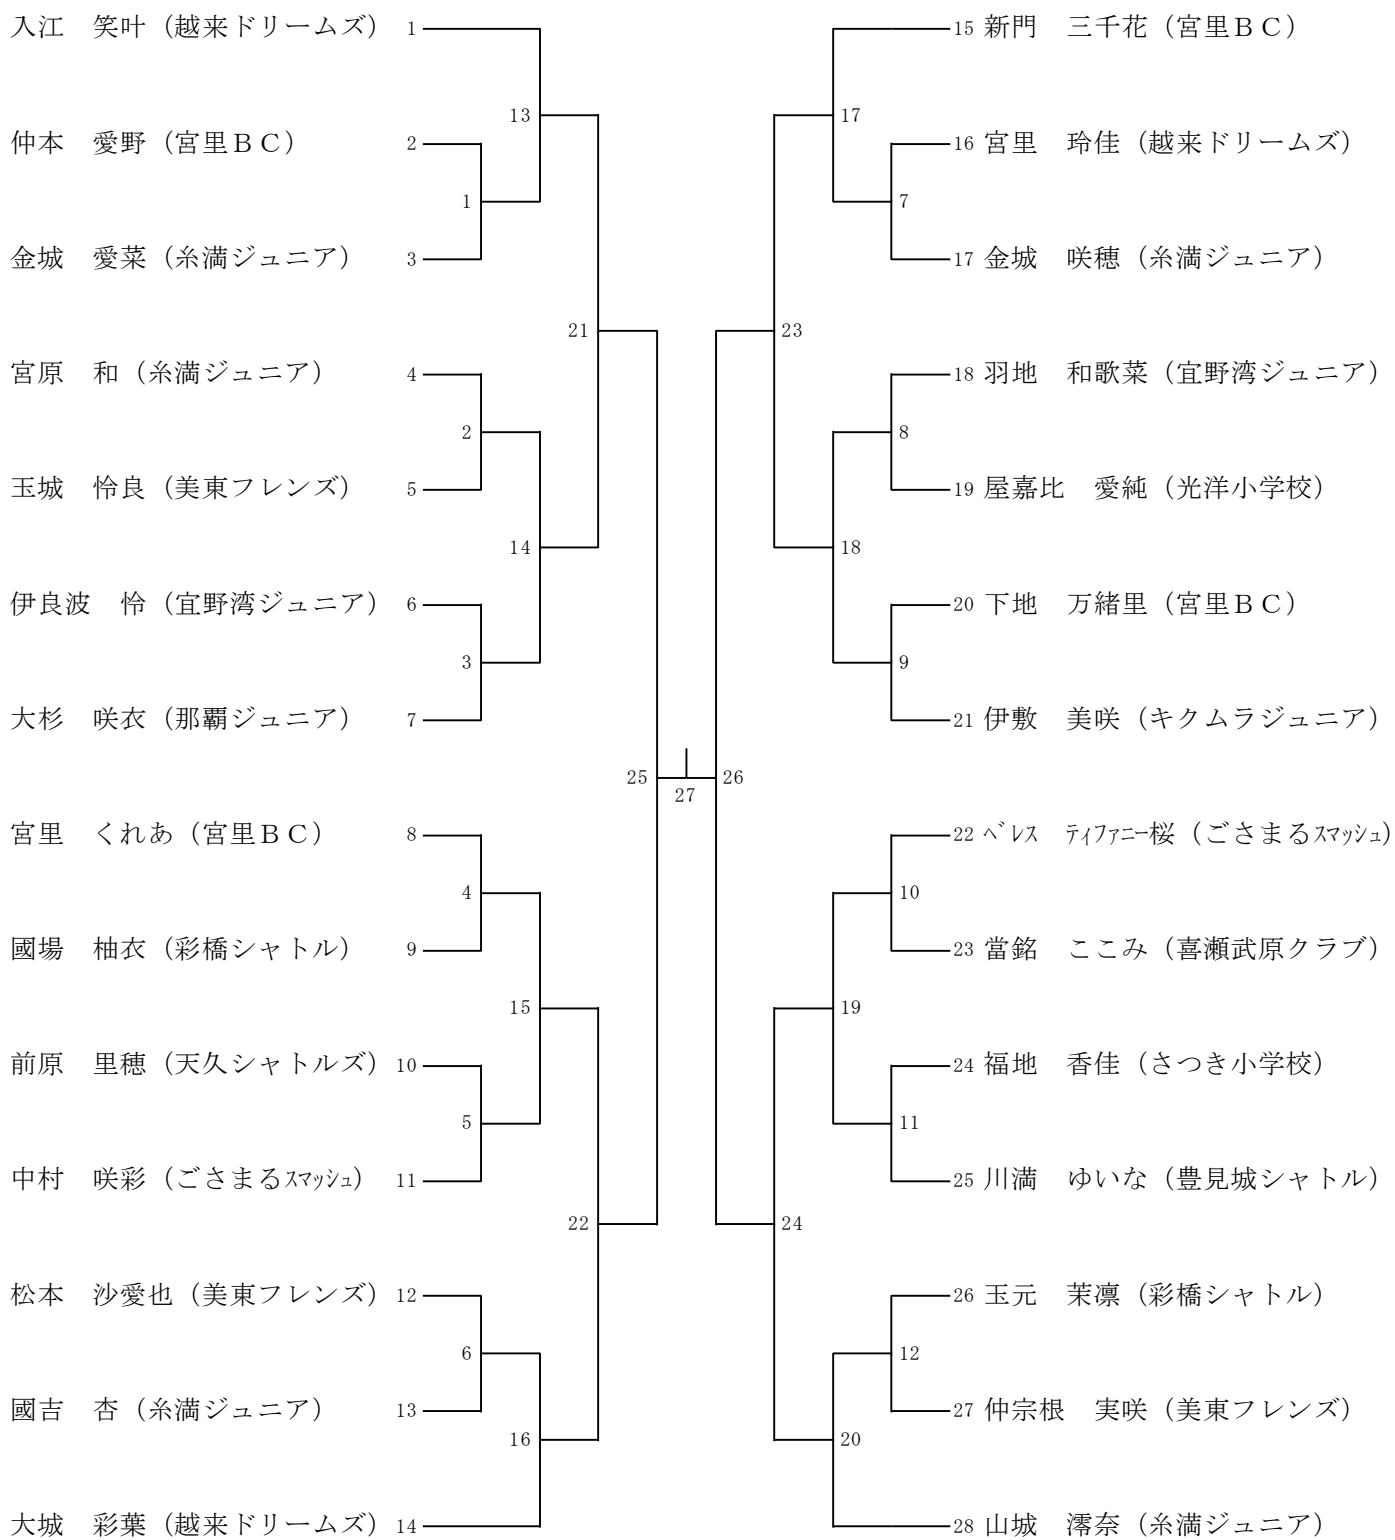 入江　笑叶（越来ドリームズ） 1
13
仲本　愛野（宮里ＢＣ） 2
1
金城　愛菜（糸満ジュニア） 3
21
宮原　和（糸満ジュニア） 4
2
玉城　怜良（美東フレンズ） 5
14
伊良波　怜（宜野湾ジュニア） 6
3
大杉　咲衣（那覇ジュニア） 7
25
宮里　くれあ（宮里ＢＣ） 8
4
國場　柚衣（彩橋シャトル） 9
15
前原　里穂（天久シャトルズ） 10
5
中村　咲彩（ごさまるスマッシュ） 11
22
松本　沙愛也（美東フレンズ） 12
6
國吉　杏（糸満ジュニア） 13
16
大城　彩葉（越来ドリームズ） 14
27
15 新門　三千花（宮里ＢＣ）
17
16 宮里　玲佳（越来ドリームズ）
7
17 金城　咲穂（糸満ジュニア）
23
18 羽地　和歌菜（宜野湾ジュニア）
8
19 屋嘉比　愛純（光洋小学校）
18
20 下地　万緒里（宮里ＢＣ）
9
21 伊敷　美咲（キクムラジュニア）
26
22 ベレス　ティファニー桜（ごさまるスマッシュ）
10
23 當銘　ここみ（喜瀬武原クラブ）
19
24 福地　香佳（さつき小学校）
11
25 川満　ゆいな（豊見城シャトル）
24
26 玉元　茉凛（彩橋シャトル）
12
27 仲宗根　実咲（美東フレンズ）
20
28 山城　澪奈（糸満ジュニア）